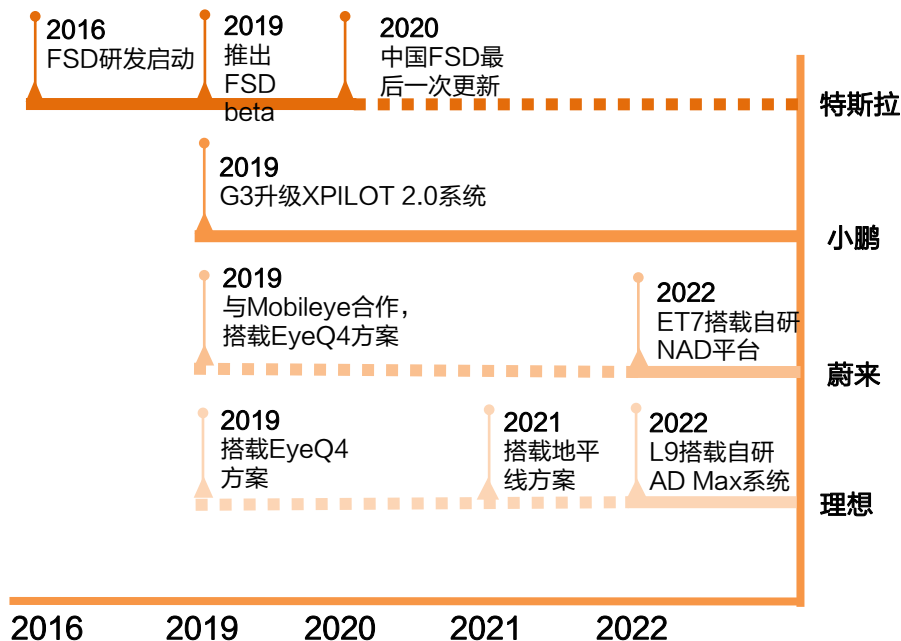 2016
FSD研发启动
2019
推出
FSD
beta
2020
中国FSD最
后一次更新
特斯拉
2019
G3升级XPILOT 2.0系统
小鹏
2019
与Mobileye合作，
搭载EyeQ4方案
2022
ET7搭载自研
NAD平台
蔚来
2019
搭载EyeQ4
方案
2021
搭载地平
线方案
2022
L9搭载自研
AD Max系统
理想
2016 2019 2020 2021 2022